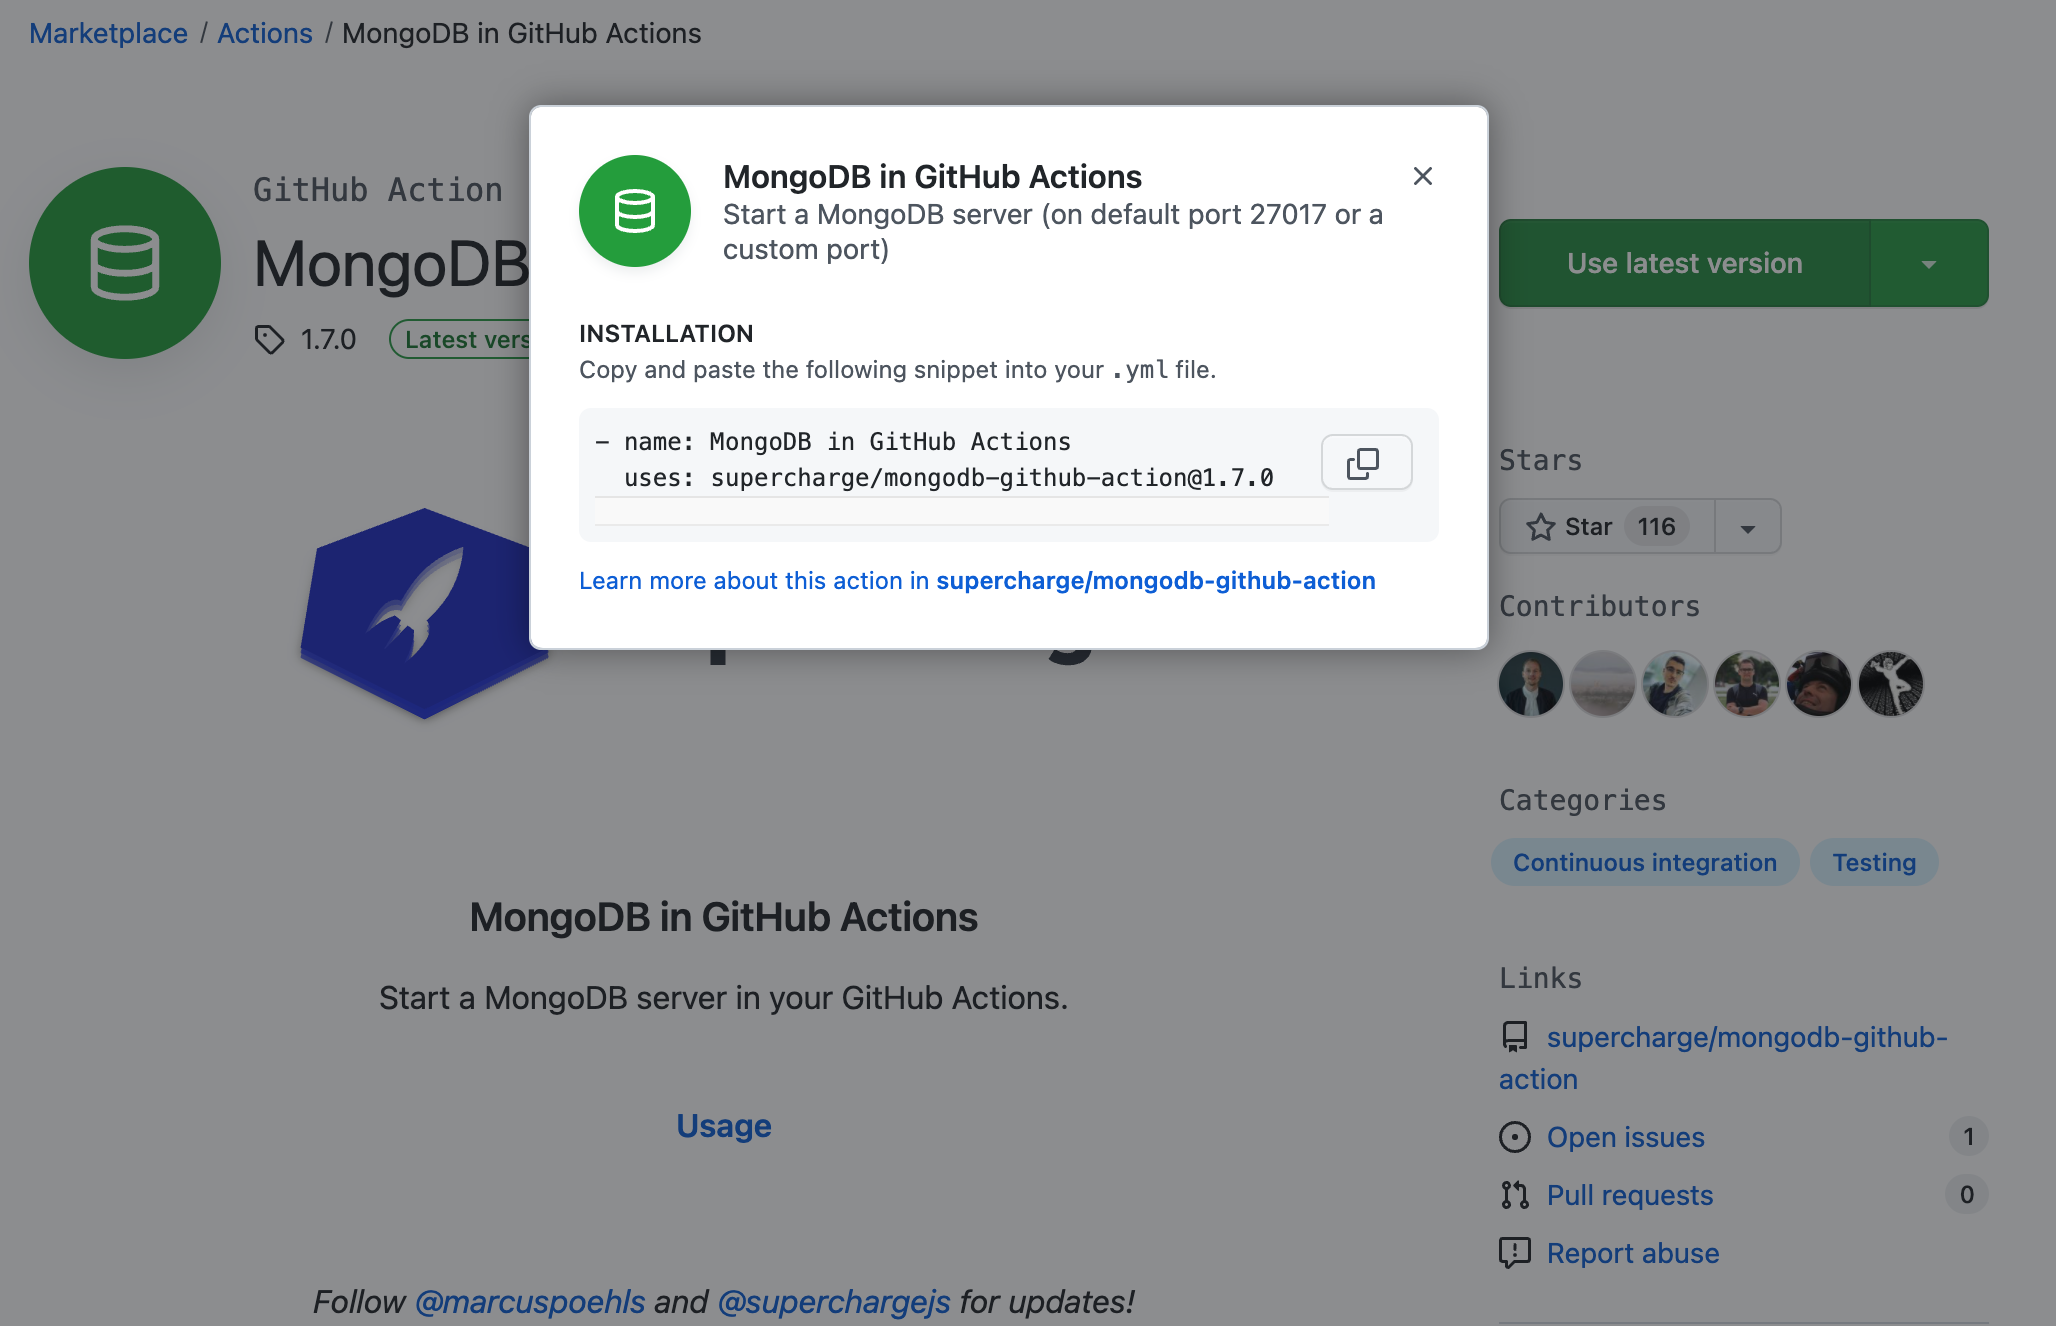 Marketplace / Actions / MongoDB in GitHub Actions
GitHub Action
MongoDB
1.7.0
Latest vers
MongoDB in GitHub Actions
Start a MongoDB server (on default port 27017 or a
custom port)
INSTALLATION
Copy and paste the following snippet into your .yml file.
- name: MongoDB in GitHub Actions
uses: supercharge/mongodb-github-action@1.7.0
Learn more about this action in supercharge/mongodb-github-action
Use latest version
Stars
Star 116
Contributors
Categories
Continuous integration Testing
Links
supercharge/mongodb-github-
action
Open issues 1
Pull requests 0
Report abuse
MongoDB in GitHub Actions
Start a MongoDB server in your GitHub Actions.
Usage
Follow @marcuspoehls and @superchargejs for updates!